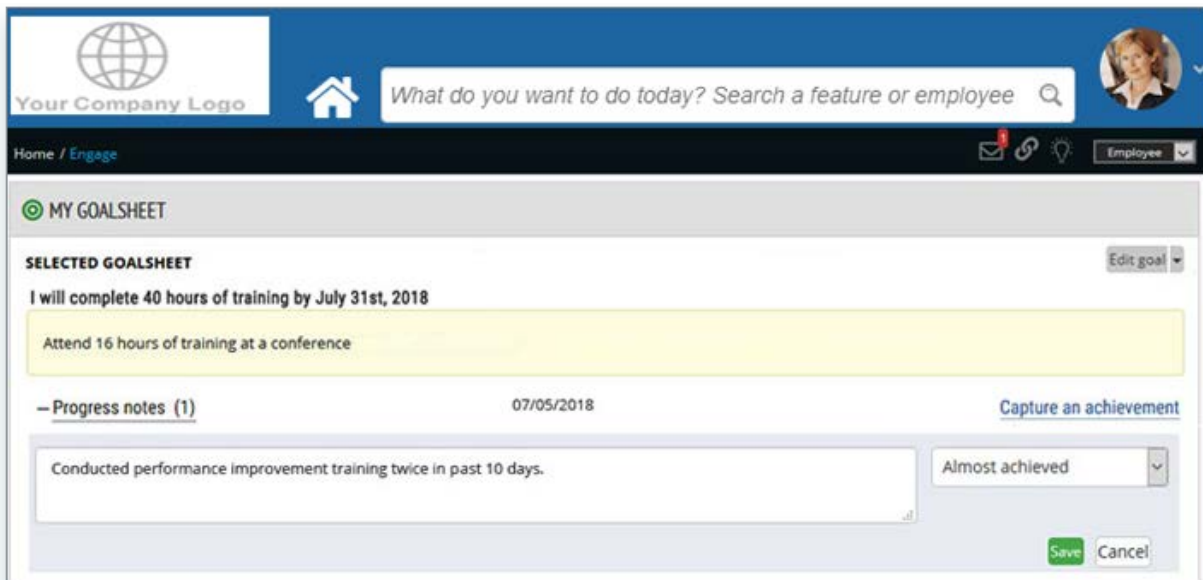 Your Company Logo
What do you want to do today? Search a feature or employee
Home / Engage
1
Employee
MY GOALSHEET
SELECTED GOALSHEET
Edit goal
I will complete 40 hours of training by July 31st, 2018
Attend 16 hours of training at a conference
– Progress notes (1)
07/05/2018
Capture an achievement
Conducted performance improvement training twice in past 10 days.
Almost achieved
Save
Cancel